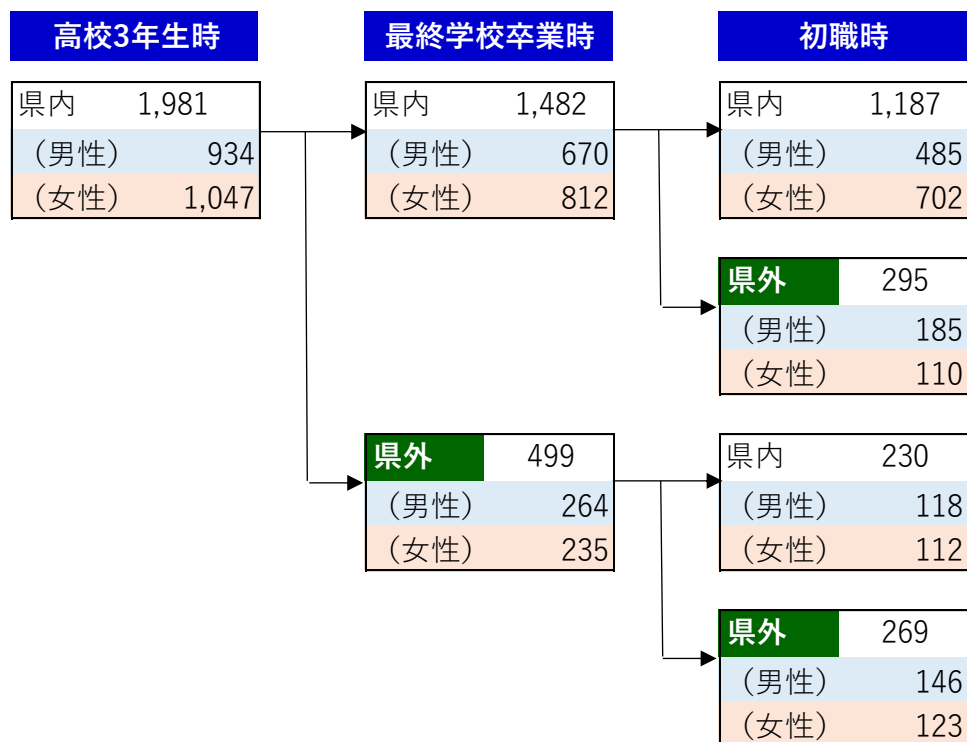 高校3年生時
最終学校卒業時
初職時
県内 1,981
（男性） 934
（女性） 1,047
県内 1,482
（男性） 670
（女性） 812
県内 1,187
（男性） 485
（女性） 702
県外 295
（男性） 185
（女性） 110
県外 499
（男性） 264
（女性） 235
県内 230
（男性） 118
（女性） 112
県外 269
（男性） 146
（女性） 123